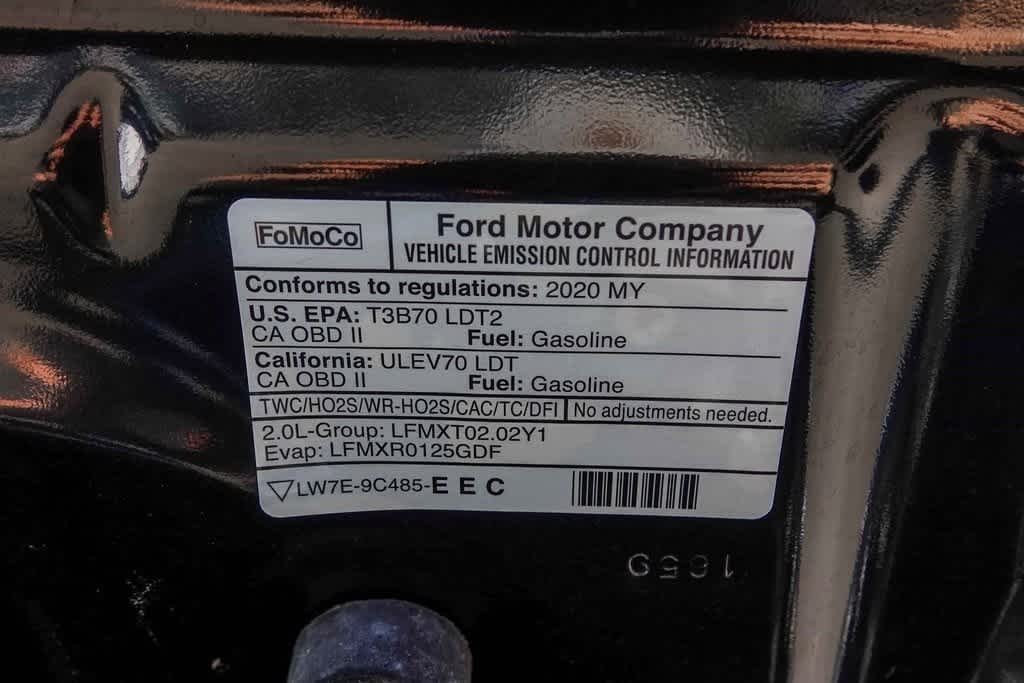 FoMoCo
Ford Motor Company
VEHICLE EMISSION CONTROL INFORMATION
Conforms to regulations: 2020 MY
U.S. EPA: T3B70 LDT2
CA OBD II Fuel: Gasoline
California: ULEV70 LDT
CA OBD II Fuel: Gasoline
TWC/HO2S/WR-HO2S/CAC/TC/DFI No adjustments needed.
2.0L-Group: LFMXT02.02Y1
Evap: LFMXR0125GDF
LW7E-9C485-E E C